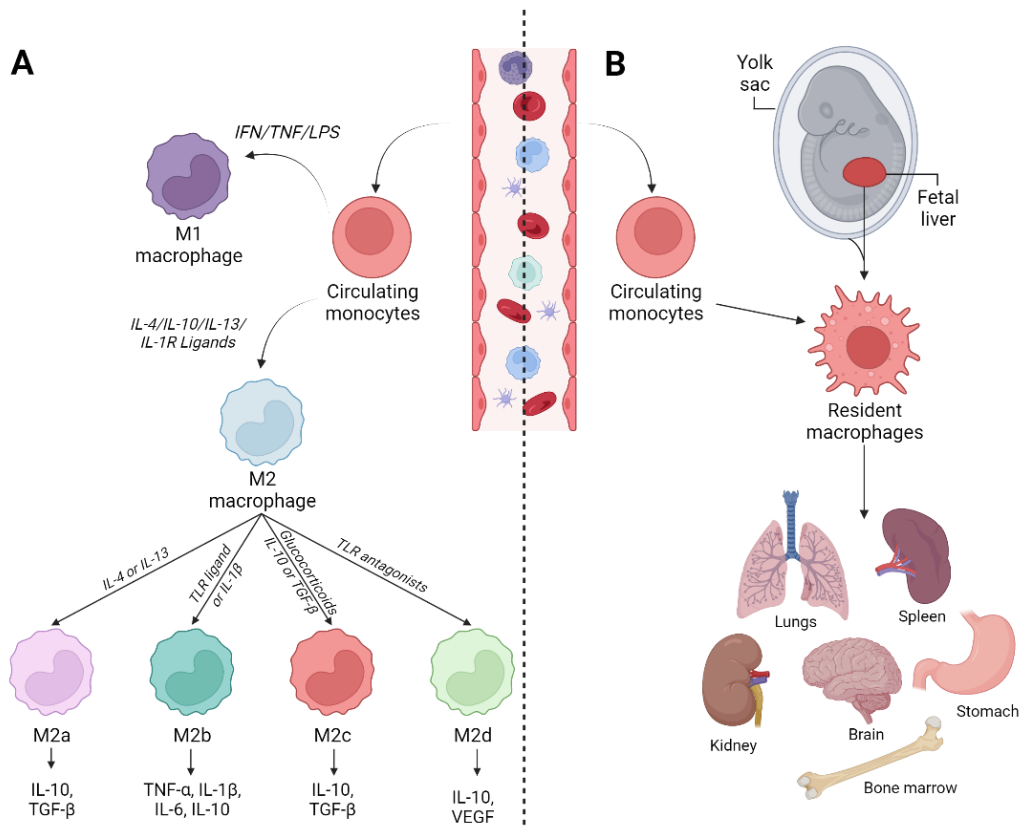 A
IFN/TNF/LPS
M1
macrophage
Circulating
monocytes
IL-4/IL-10/IL-13/
IL-1R Ligands
M2
macrophage
IL-4 or IL-13
TLR ligand
or IL-1β
Glucocorticoids
IL-10 or TGF-β
TLR antagonists
M2a
M2b
M2c
M2d
IL-10,
TGF-β
TNF-α, IL-1β,
IL-6, IL-10
IL-10,
TGF-β
IL-10,
VEGF
B
Yolk
sac
Fetal
liver
Circulating
monocytes
Resident
macrophages
Lungs
Spleen
Kidney
Brain
Stomach
Bone marrow